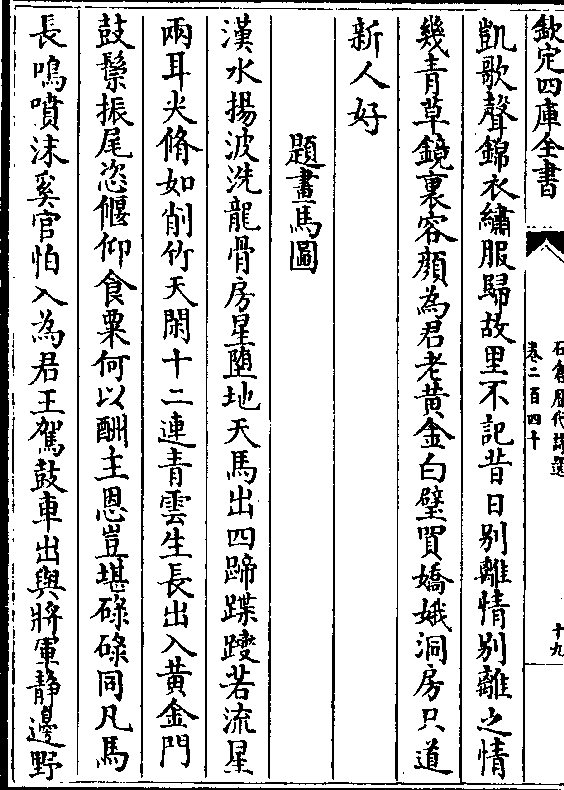 欽定四庫全書
石倉歴代詩選
卷二百四十
十九
凱歌聲錦衣繡服歸故里不記昔日別離情別離之情
幾青草鏡裏容顔為君老黄金白璧買嬌娥洞房只道
新人好
題畫馬圖
漢水揚波洗龍骨房星墮地天馬出四蹄蹀躞若流星
兩耳尖脩如削竹天閑十二連青雲生長出入黄金門
鼓鬃振尾恣偃仰食粟何以酬主恩豈堪碌碌同凡馬
長鳴噴沫奚官怕入為君王駕鼓車出與將軍静邊野